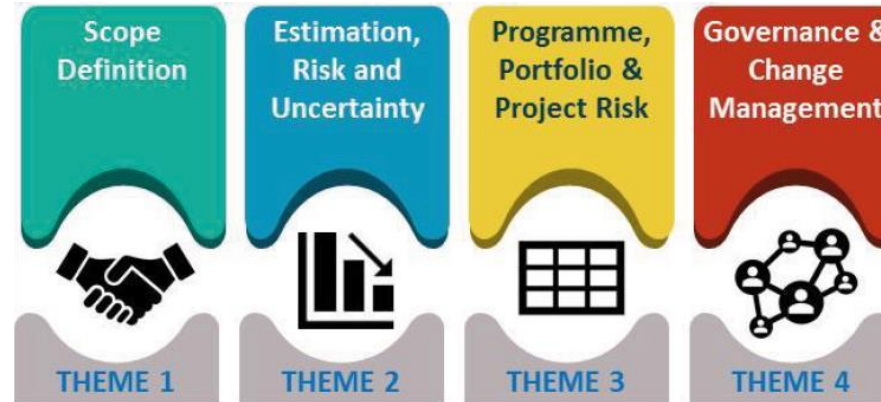 Scope
Definition
THEME 1
Estimation,
Risk and
Uncertainty
THEME 2
Programme,
Portfolio &
Project Risk
THEME 3
Governance &
Change
Management
THEME 4